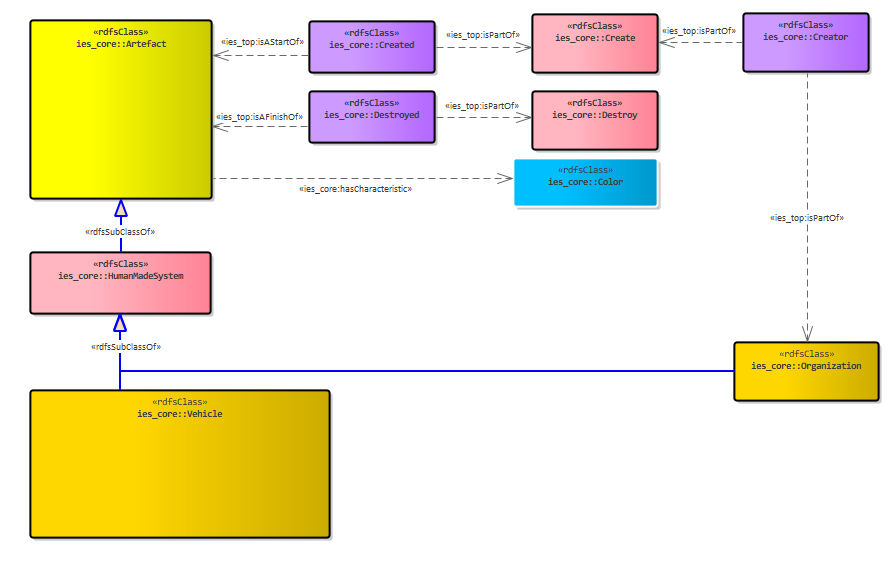 «rdfsClass»
ies_core::Artefact
«ies_top:isAStartOf»
«rdfsClass»
ies_core::Created
«ies_top:isPartOf»
«rdfsClass»
ies_core::Create
«ies_top:isPartOf»
«rdfsClass»
ies_core::Creator
«ies_top:isAFinishOf»
«rdfsClass»
ies_core::Destroyed
«ies_top:isPartOf»
«rdfsClass»
ies_core::Destroy
«ies_core:hasCharacteristic»
«rdfsClass»
ies_core::Color
«ies_top:isPartOf»
«rdfsSubClassOf»
«rdfsClass»
ies_core::HumanMadeSystem
«rdfsSubClassOf»
«rdfsClass»
ies_core::Organization
«rdfsClass»
ies_core::Vehicle